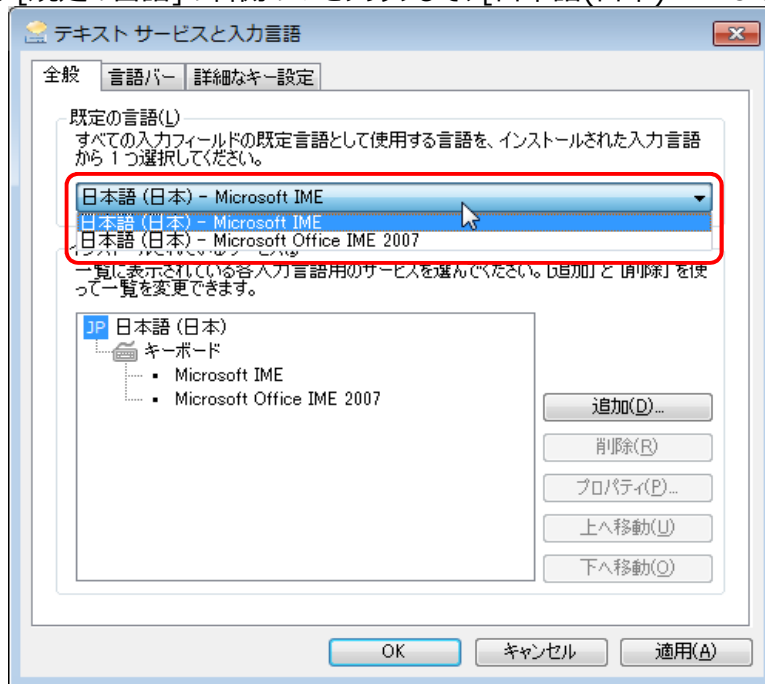 テキスト サービスと入力言語
全般
言語バー
詳細なキー設定
既定の言語(L)
すべての入力フィールドの既定言語として使用する言語を、インストールされた入力言語
から 1 つ選択してください。
日本語 (日本) - Microsoft IME
日本語 (日本) - Microsoft IME
日本語 (日本) - Microsoft Office IME 2007
一覧に表示されている各入力言語用のサービスを選んでください。[追加] と [削除] を使
って一覧を変更できます。
JP 日本語 (日本)
キーボード
▪ Microsoft IME
▪ Microsoft Office IME 2007
追加(D)...
削除(R)
プロパティ(P)...
上へ移動(U)
下へ移動(O)
OK
キャンセル
適用(A)